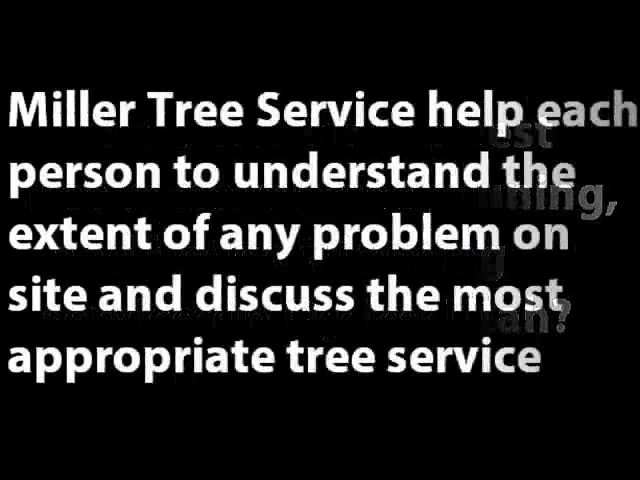 Miller Tree Service help each
person to understand the
extent of any problem on
site and discuss the most
appropriate tree service